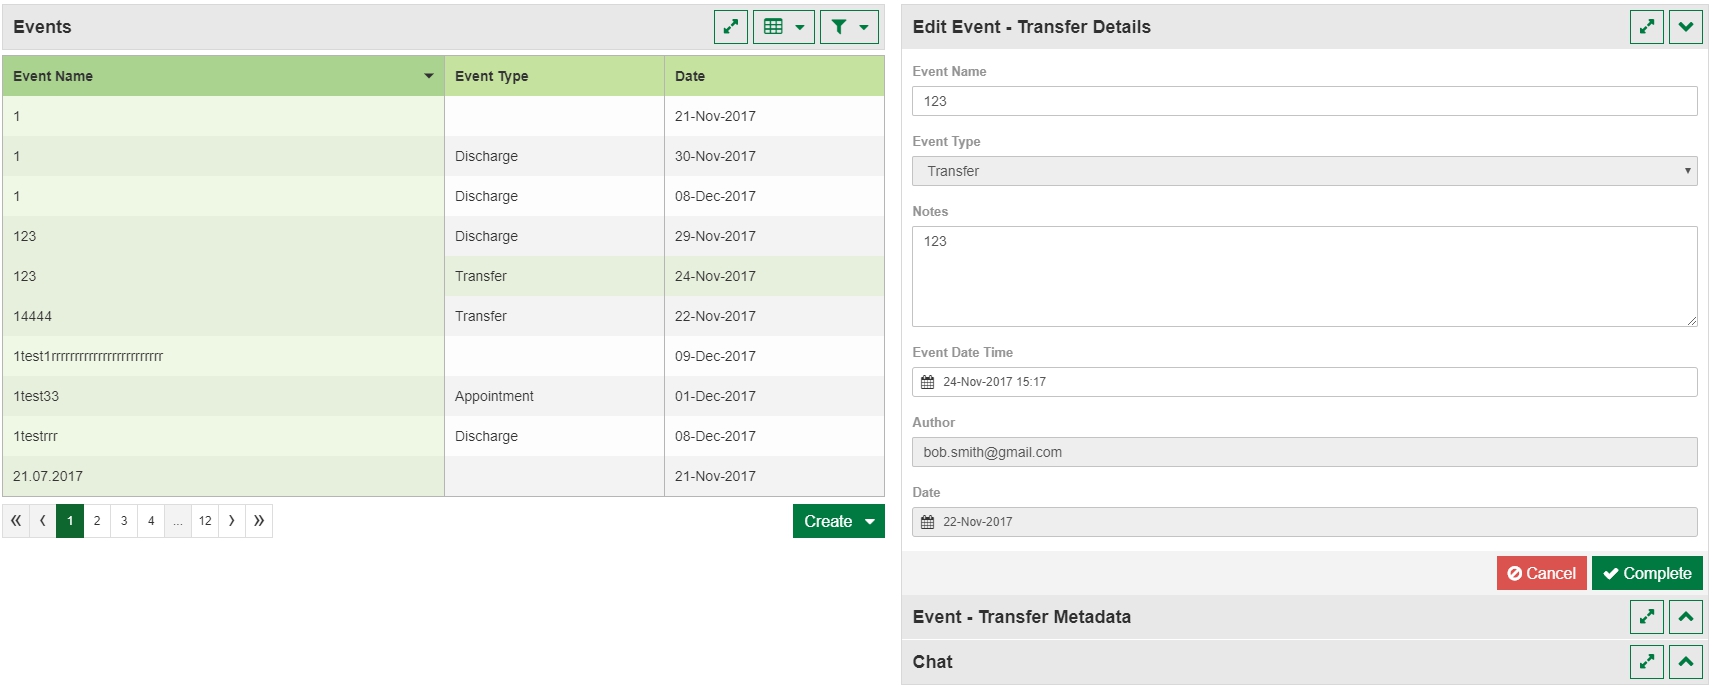 Events
Event Name Event Type Date
1 21-Nov-2017
1 Discharge 30-Nov-2017
1 Discharge 08-Dec-2017
123 Discharge 29-Nov-2017
123 Transfer 24-Nov-2017
14444 Transfer 22-Nov-2017
1test1rrrrrrrrrrrrrrrrrrrrrrrr 09-Dec-2017
1test33 Appointment 01-Dec-2017
1testrrr Discharge 08-Dec-2017
21.07.2017 21-Nov-2017
« ‹ 1 2 3 4 ... 12 › »
Create
Edit Event - Transfer Details
Event Name
123
Event Type
Transfer
Notes
123
Event Date Time
24-Nov-2017 15:17
Author
bob.smith@gmail.com
Date
22-Nov-2017
Cancel Complete
Event - Transfer Metadata
Chat